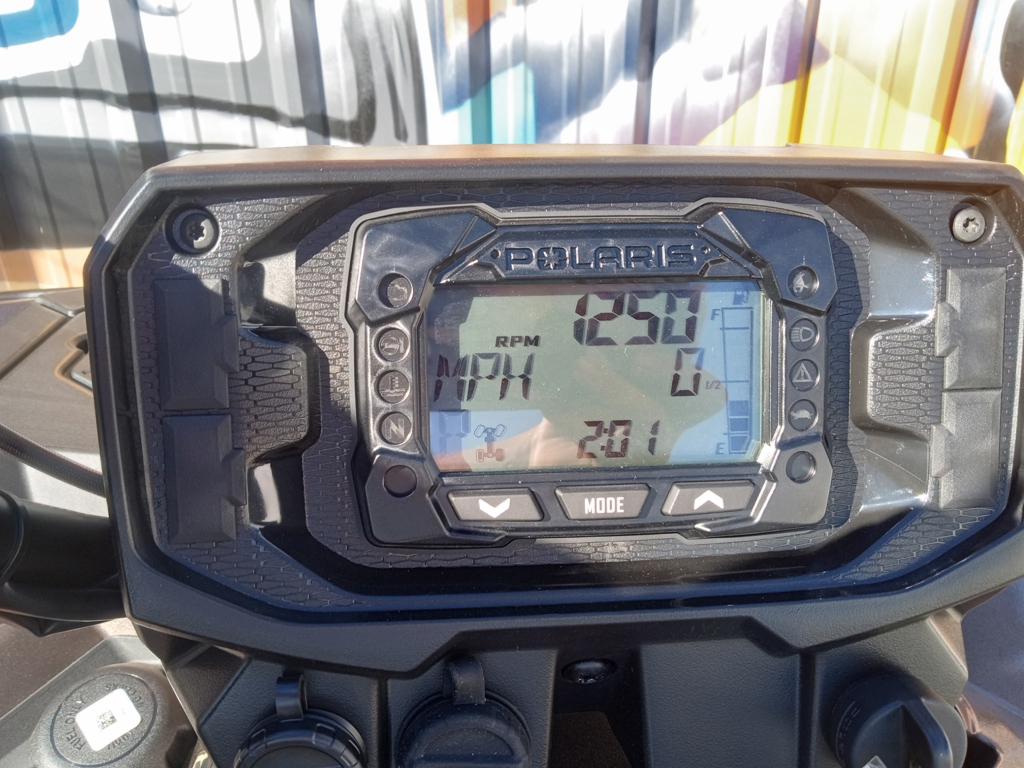 POLARIS
1250
RPM
F
MPH 0
1/2
P
2:01
E
MODE